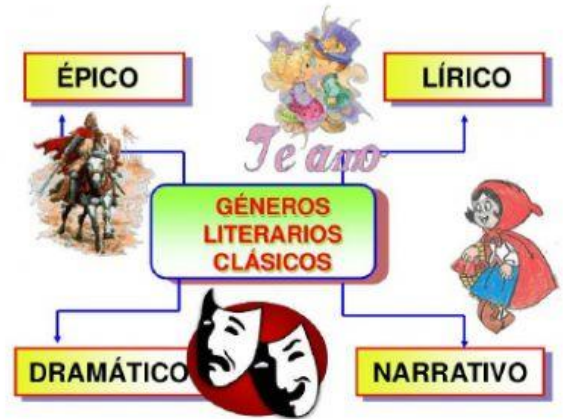 ÉPICO
LÍRICO
Te amo
GÉNEROS
LITERARIOS
CLÁSICOS
DRAMÁTICO
NARRATIVO